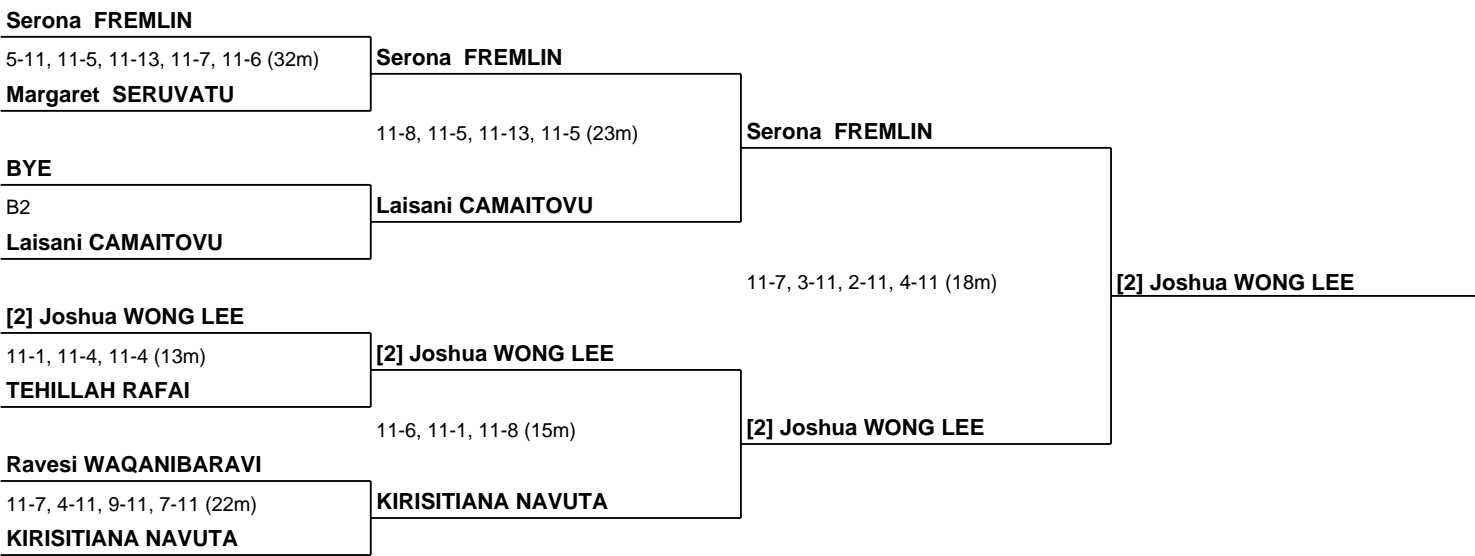 Serona  FREMLIN
5-11, 11-5, 11-13, 11-7, 11-6 (32m)
Serona  FREMLIN
Margaret  SERUVATU
11-8, 11-5, 11-13, 11-5 (23m)
Serona  FREMLIN
BYE
B2
Laisani CAMAITOVU
Laisani CAMAITOVU
11-7, 3-11, 2-11, 4-11 (18m)
[2] Joshua WONG LEE
[2] Joshua WONG LEE
11-1, 11-4, 11-4 (13m)
[2] Joshua WONG LEE
TEHILLAH RAFAI
11-6, 11-1, 11-8 (15m)
[2] Joshua WONG LEE
Ravesi WAQANIBARAVI
11-7, 4-11, 9-11, 7-11 (22m)
KIRISITIANA NAVUTA
KIRISITIANA NAVUTA